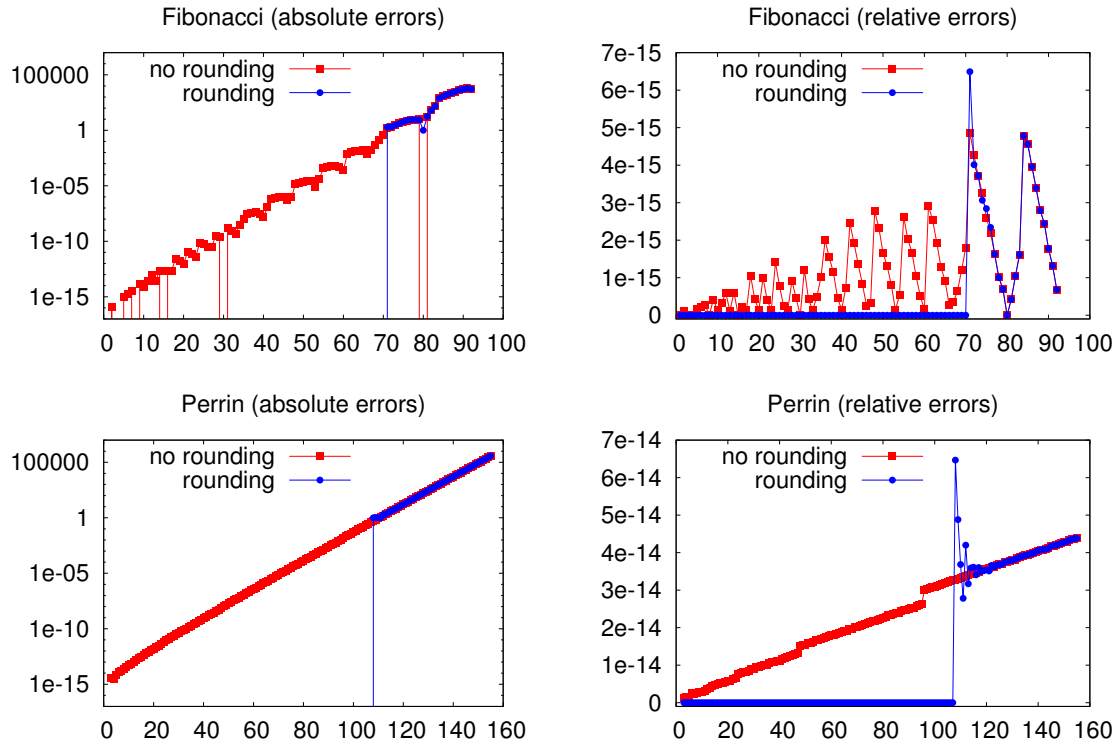 Fibonacci (absolute errors)
100000
1
1e-05
1e-10
1e-15
no rounding
rounding
0 10 20 30 40 50 60 70 80 90 100
Fibonacci (relative errors)
7e-15
6e-15
5e-15
4e-15
3e-15
2e-15
1e-15
0
no rounding
rounding
0 10 20 30 40 50 60 70 80 90 100
Perrin (absolute errors)
100000
1
1e-05
1e-10
1e-15
no rounding
rounding
0 20 40 60 80 100 120 140 160
Perrin (relative errors)
7e-14
6e-14
5e-14
4e-14
3e-14
2e-14
1e-14
0
no rounding
rounding
0 20 40 60 80 100 120 140 160